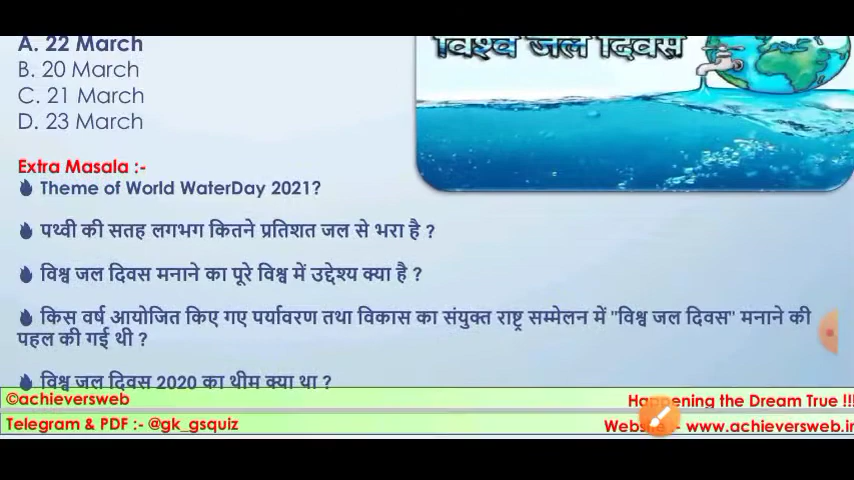 A. 22 March
विश्व जल दिवस
B. 20 March
C. 21 March
D. 23 March
Extra Masala :-
Theme of World WaterDay 2021?
पथ्वी की सतह लगभग कितने प्रतिशत जल से भरा है ?
विश्व जल दिवस मनाने का पूरे विश्व में उद्देश्य क्या है ?
किस वर्ष आयोजित किए गए पर्यावरण तथा विकास का संयुक्त राष्ट्र सम्मेलन में "विश्व जल दिवस" मनाने की
पहल की गई थी ?
विश्व जल दिवस 2020 का थीम क्या था ?
©achieversweb
Happening the Dream True !!!
Telegram & PDF :- @gk_gsquiz
:- www.achieversweb.in